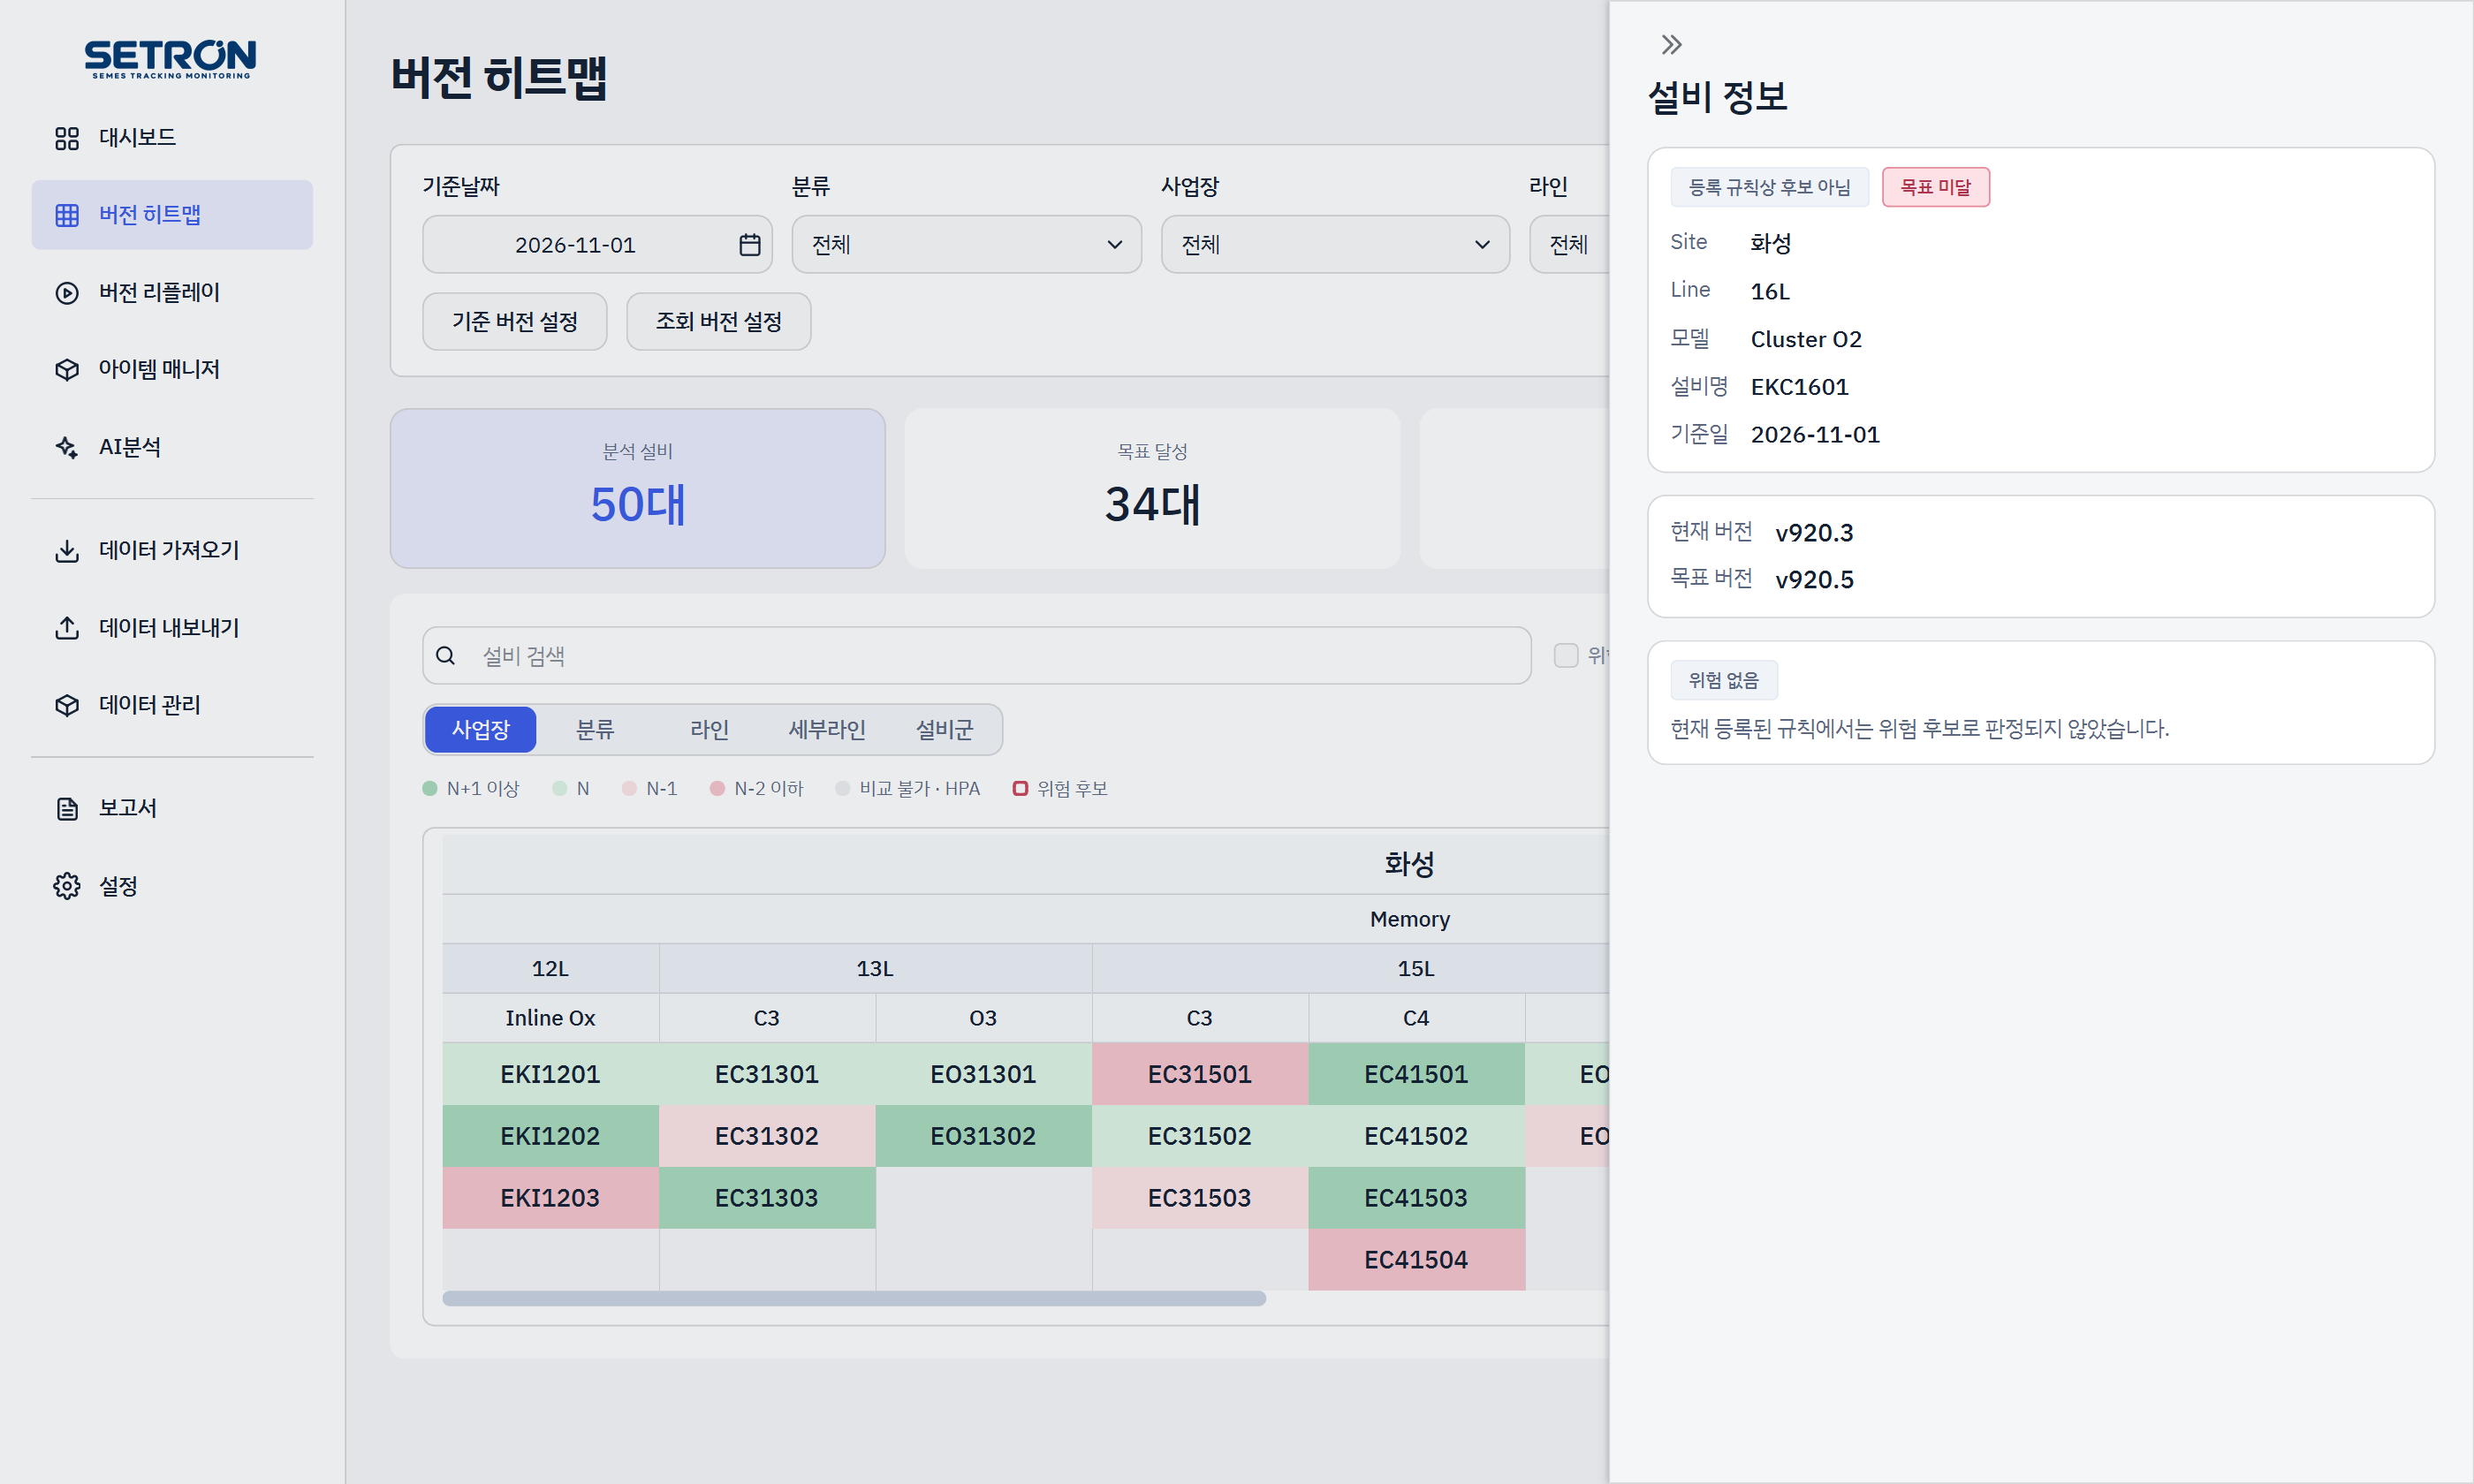 SETRON
SEMES TRACKING MONITORING
대시보드
버전 히트맵
버전 리플레이
아이템 매니저
AI분석
데이터 가져오기
데이터 내보내기
데이터 관리
보고서
설정
버전 히트맵
기준날짜 분류 사업장 라인
2026-11-01 전체 전체 전체
기준 버전 설정 조회 버전 설정
분석 설비 목표 달성
50대 34대
설비 검색
사업장 분류 라인 세부라인 설비군
N+1 이상 N N-1 N-2 이하 비교 불가 · HPA 위험 후보
화성
Memory
12L 13L 15L
Inline Ox C3 O3 C3 C4
EKI1201 EC31301 EO31301 EC31501 EC41501 EO
EKI1202 EC31302 EO31302 EC31502 EC41502 EO
EKI1203 EC31303 EC31503 EC41503
EC41504
설비 정보
등록 규칙상 후보 아님 목표 미달
Site 화성
Line 16L
모델 Cluster O2
설비명 EKC1601
기준일 2026-11-01
현재 버전 v920.3
목표 버전 v920.5
위험 없음
현재 등록된 규칙에서는 위험 후보로 판정되지 않았습니다.